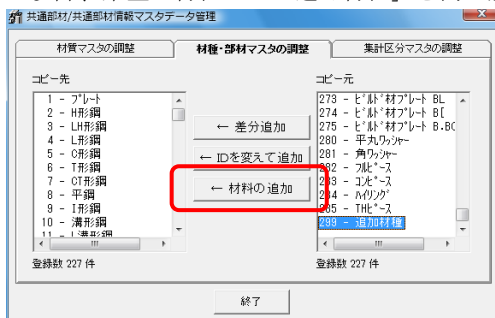 共通部材/共通部材情報マスタデータ管理
材質マスタの調整
材種・部材マスタの調整
集計区分マスタの調整
コピー先
コピー元
1 - プレート
2 - H形鋼
3 - LH形鋼
4 - L形鋼
5 - C形鋼
6 - T形鋼
7 - CT形鋼
8 - 平鋼
9 - I形鋼
10 - 溝形鋼
← 差分追加
← IDを変えて追加
← 材料の追加
273 - ビルド材プレート BL
274 - ビルド材プレート B[
275 - ビルド材プレート B.BC
280 - 平丸ワッシャー
281 - 角ワッシャー
282 - フルピース
283 - コンピース
284 - ハイリング
285 - THピース
299 - 追加材種
登録数 227 件
登録数 227 件
終了